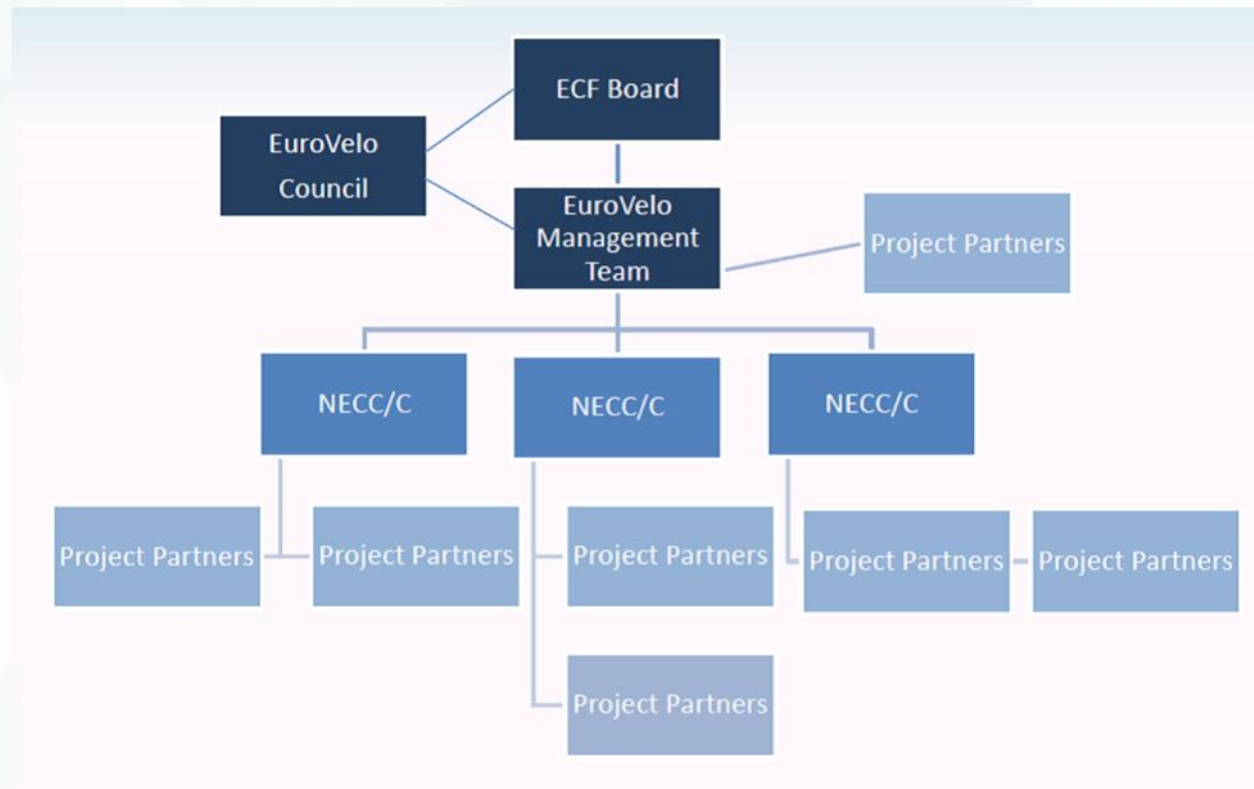 ECF Board
EuroVelo
Council
EuroVelo
Management
Team
Project Partners
NECC/C
NECC/C
NECC/C
Project Partners
Project Partners
Project Partners
Project Partners
Project Partners
Project Partners